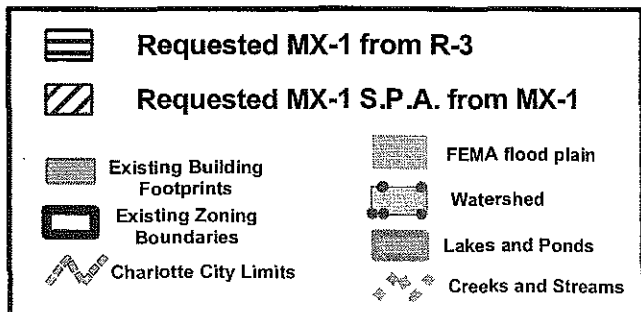 Requested MX-1 from R-3
Requested MX-1 S.P.A. from MX-1
Existing Building
Footprints
Existing Zoning
Boundaries
Charlotte City Limits
FEMA flood plain
Watershed
Lakes and Ponds
Creeks and Streams